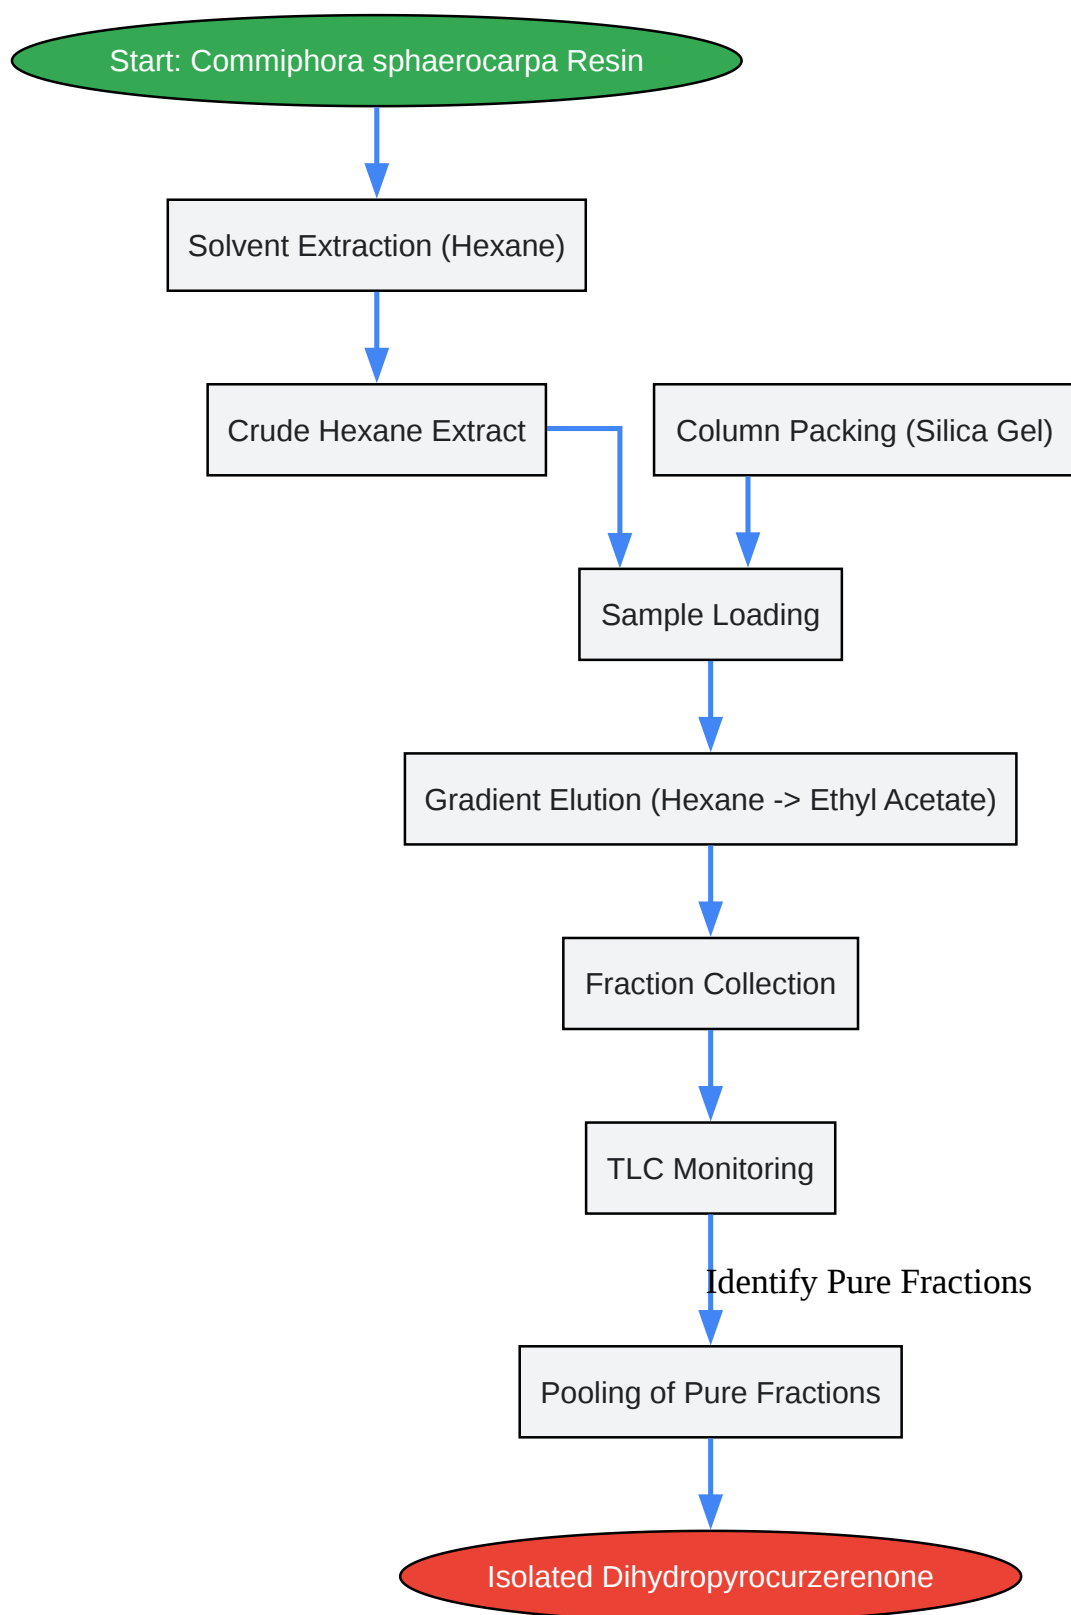 Start: Commiphora sphaerocarpa Resin
Solvent Extraction (Hexane)
Crude Hexane Extract
Column Packing (Silica Gel)
Sample Loading
Gradient Elution (Hexane -> Ethyl Acetate)
Fraction Collection
TLC Monitoring
Identify Pure Fractions
Pooling of Pure Fractions
Isolated Dihydropyrocurzerenone